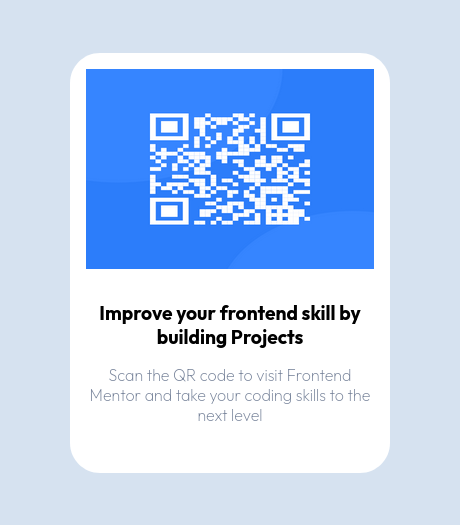 Improve your frontend skill by
building Projects
Scan the QR code to visit Frontend
Mentor and take your coding skills to the
next level